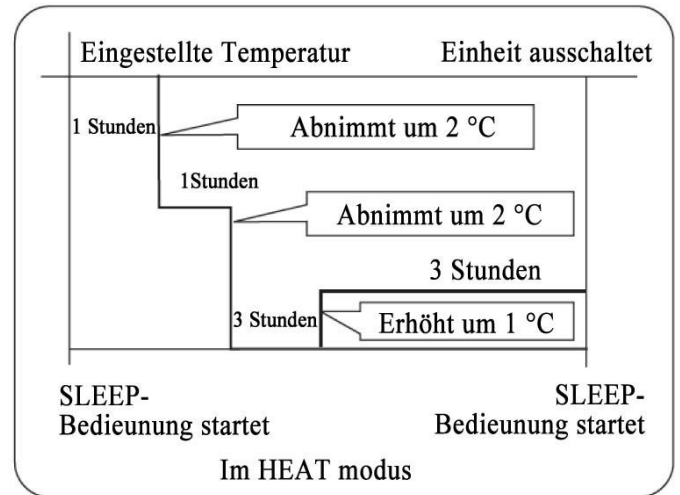 Eingestellte Temperatur
Einheit ausschaltet
1 Stunden
Abnimmt um 2 °C
1Stunden
Abnimmt um 2 °C
3 Stunden
3 Stunden
Erhöht um 1 °C
SLEEP-
Bedieunung startet
SLEEP-
Bedieunung startet
Im HEAT modus